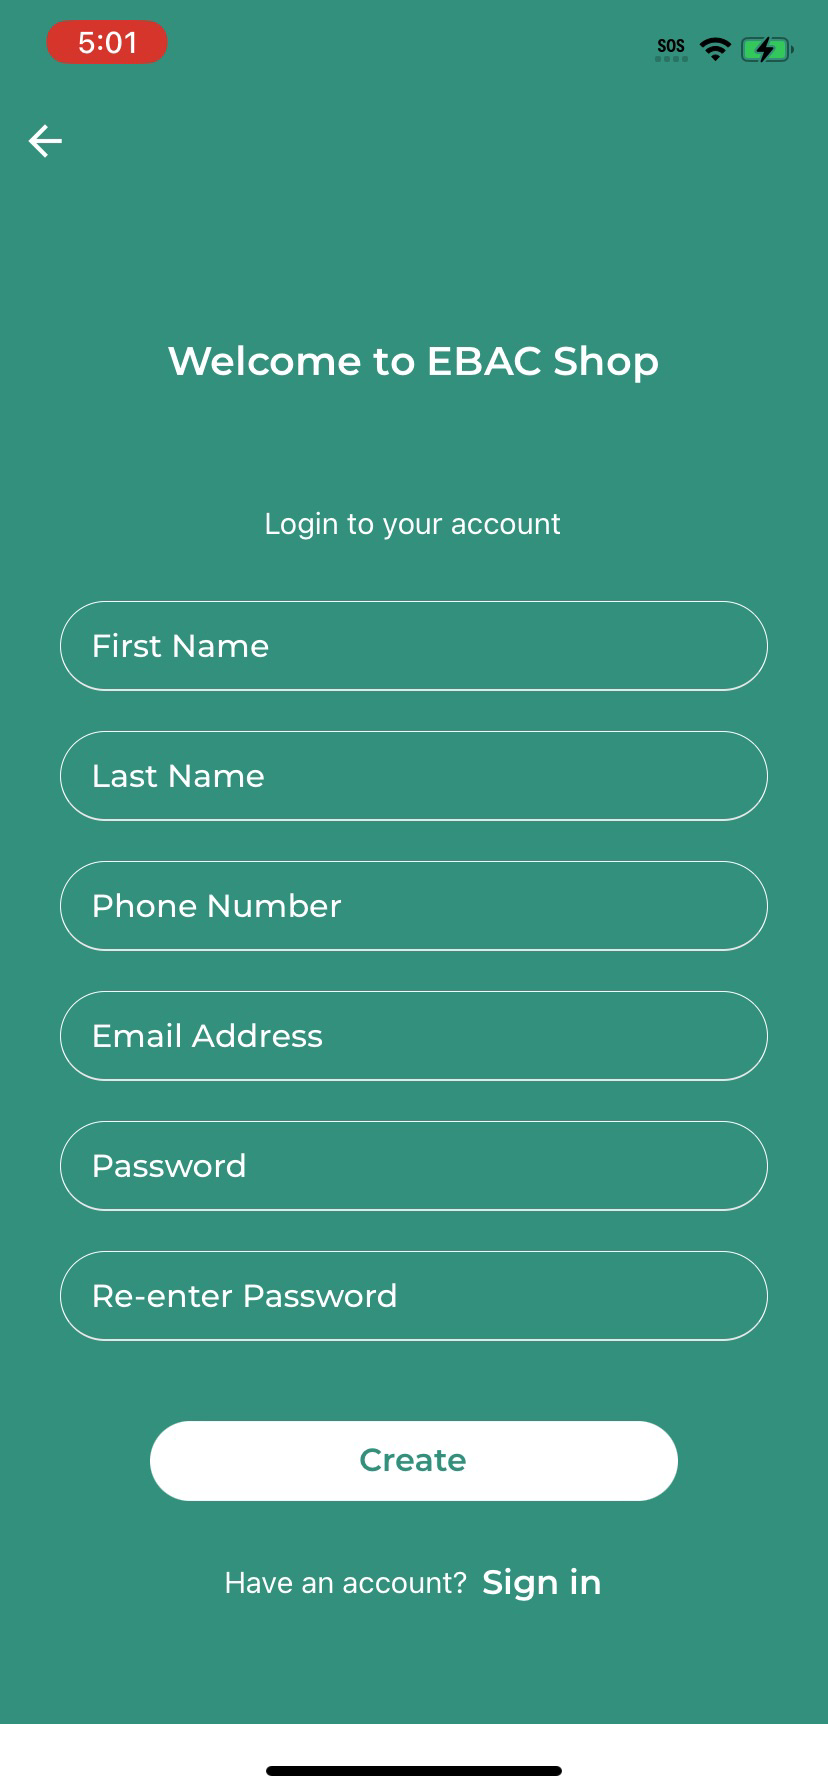 5:01
SOS
Welcome to EBAC Shop
Login to your account
First Name
Last Name
Phone Number
Email Address
Password
Re-enter Password
Create
Have an account? Sign in